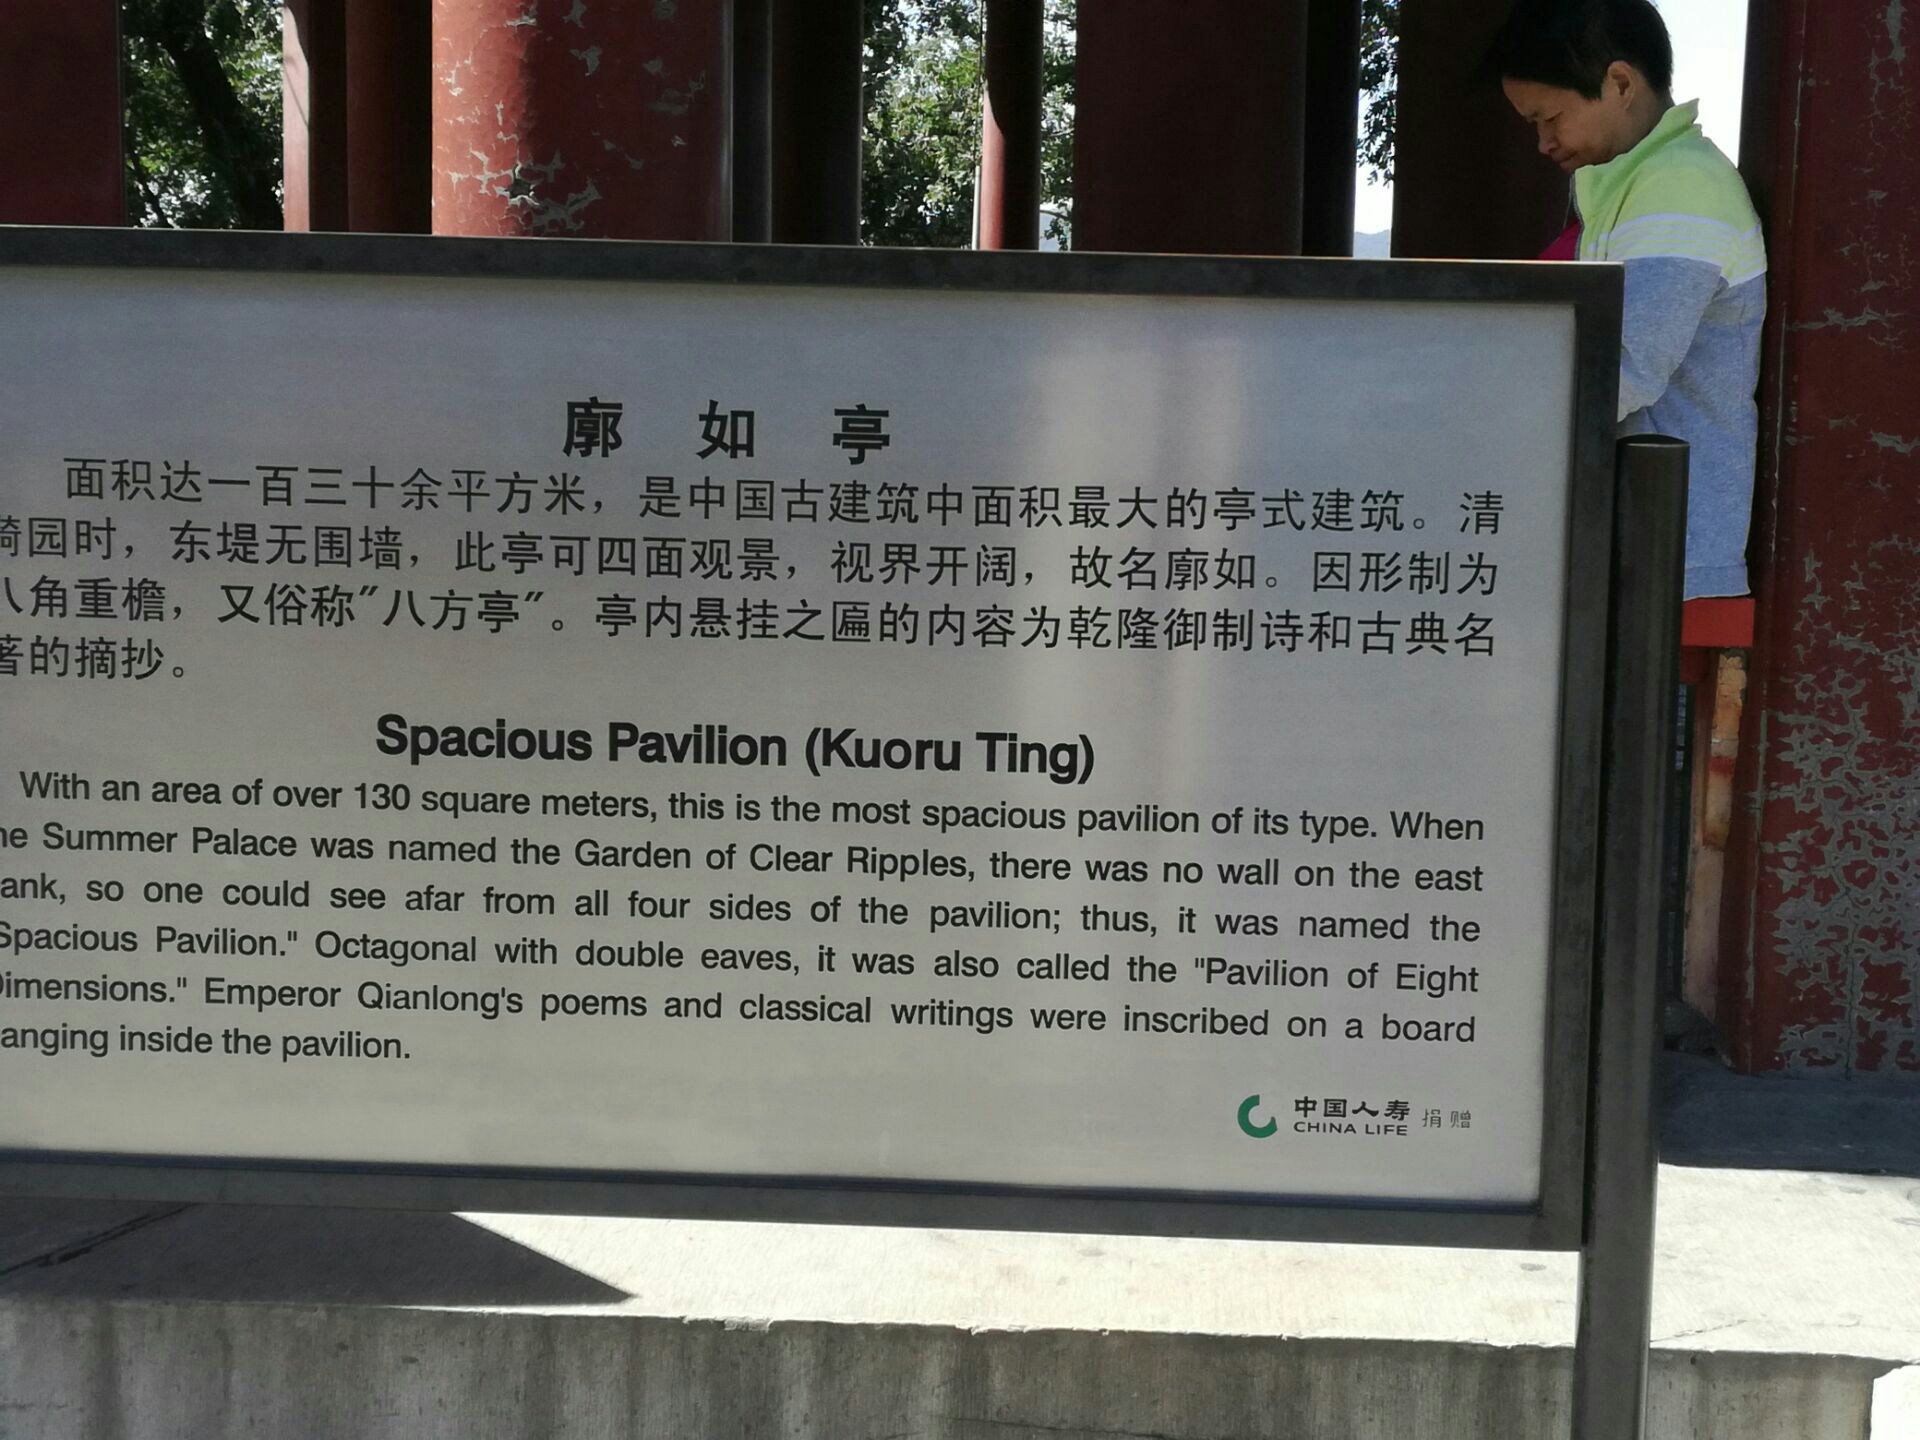 廓 如 亭
面积达一百三十余平方米，是中国古建筑中面积最大的亭式建筑。清
园时，东堤无围墙，此亭可四面观景，视界开阔，故名廓如。因形制为
八角重檐，又俗称"八方亭"。亭内悬挂之匾的内容为乾隆御制诗和古典名
著的摘抄。
Spacious Pavilion (Kuoru Ting)
With an area of over 130 square meters, this is the most spacious pavilion of its type. When
he Summer Palace was named the Garden of Clear Ripples, there was no wall on the east
ank, so one could see afar from all four sides of the pavilion; thus, it was named the
Spacious Pavilion." Octagonal with double eaves, it was also called the "Pavilion of Eight
imensions." Emperor Qianlong's poems and classical writings were inscribed on a board
anging inside the pavilion.
中国人寿 捐赠
CHINA LIFE